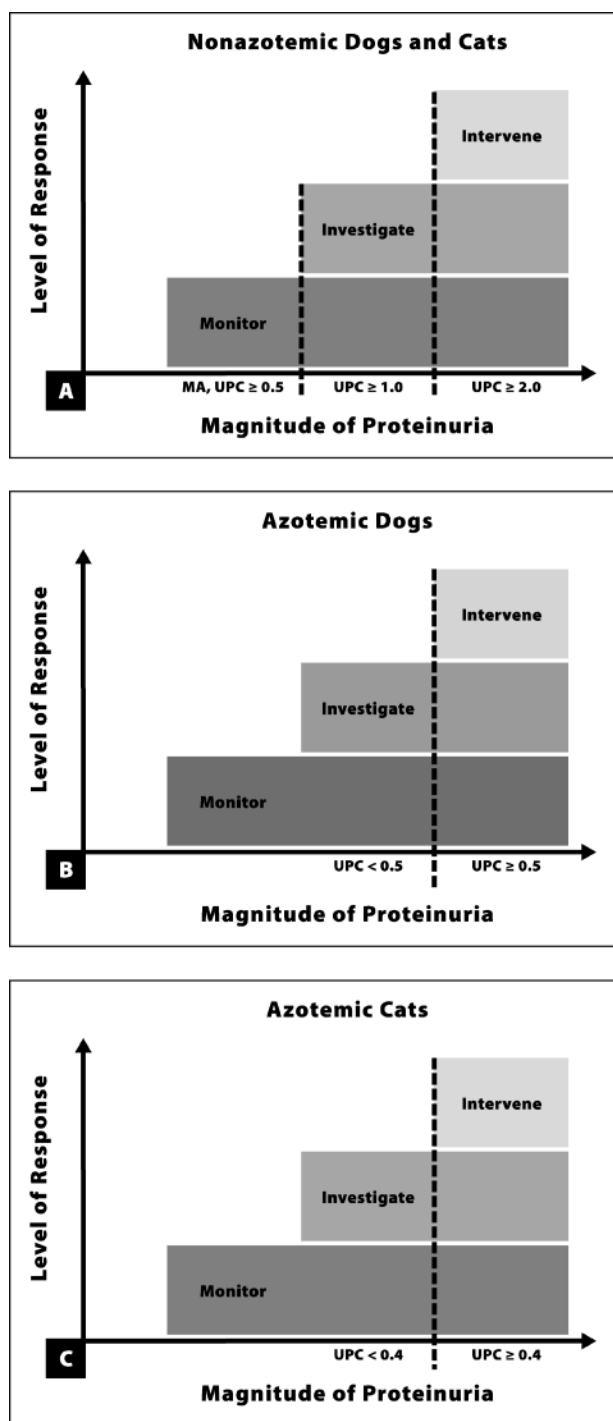 Nonazotemic Dogs and Cats
Level of Response
Intervene
Investigate
Monitor
A
MA, UPC ≥ 0.5 UPC ≥ 1.0 UPC ≥ 2.0
Magnitude of Proteinuria
Azotemic Dogs
Level of Response
Intervene
Investigate
Monitor
B
UPC < 0.5 UPC ≥ 0.5
Magnitude of Proteinuria
Azotemic Cats
Level of Response
Intervene
Investigate
Monitor
C
UPC < 0.4 UPC ≥ 0.4
Magnitude of Proteinuria